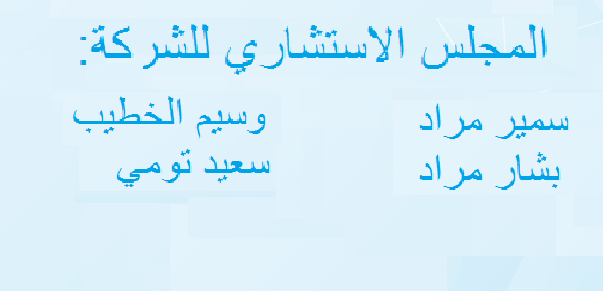 المجلس الاستشاري للشركة:
سمير مراد وسيم الخطيب
بشار مراد سعيد تومي